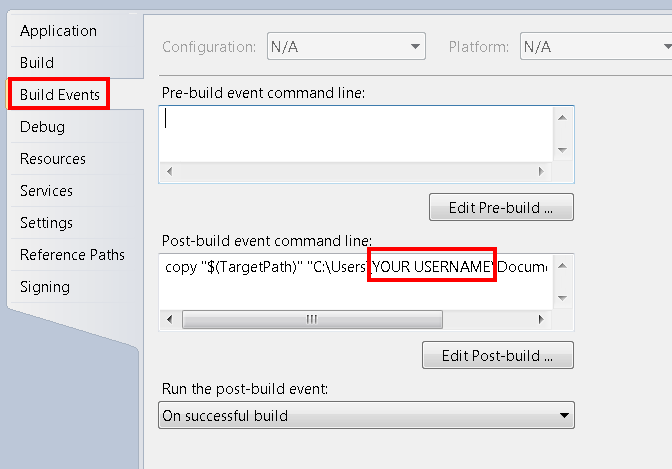 Application
Build
Build Events
Debug
Resources
Services
Settings
Reference Paths
Signing
Configuration: N/A Platform: N/A
Pre-build event command line:
Edit Pre-build ...
Post-build event command line:
copy "$(TargetPath)" "C:\Users\YOUR USERNAME\Docume
Edit Post-build ...
Run the post-build event:
On successful build